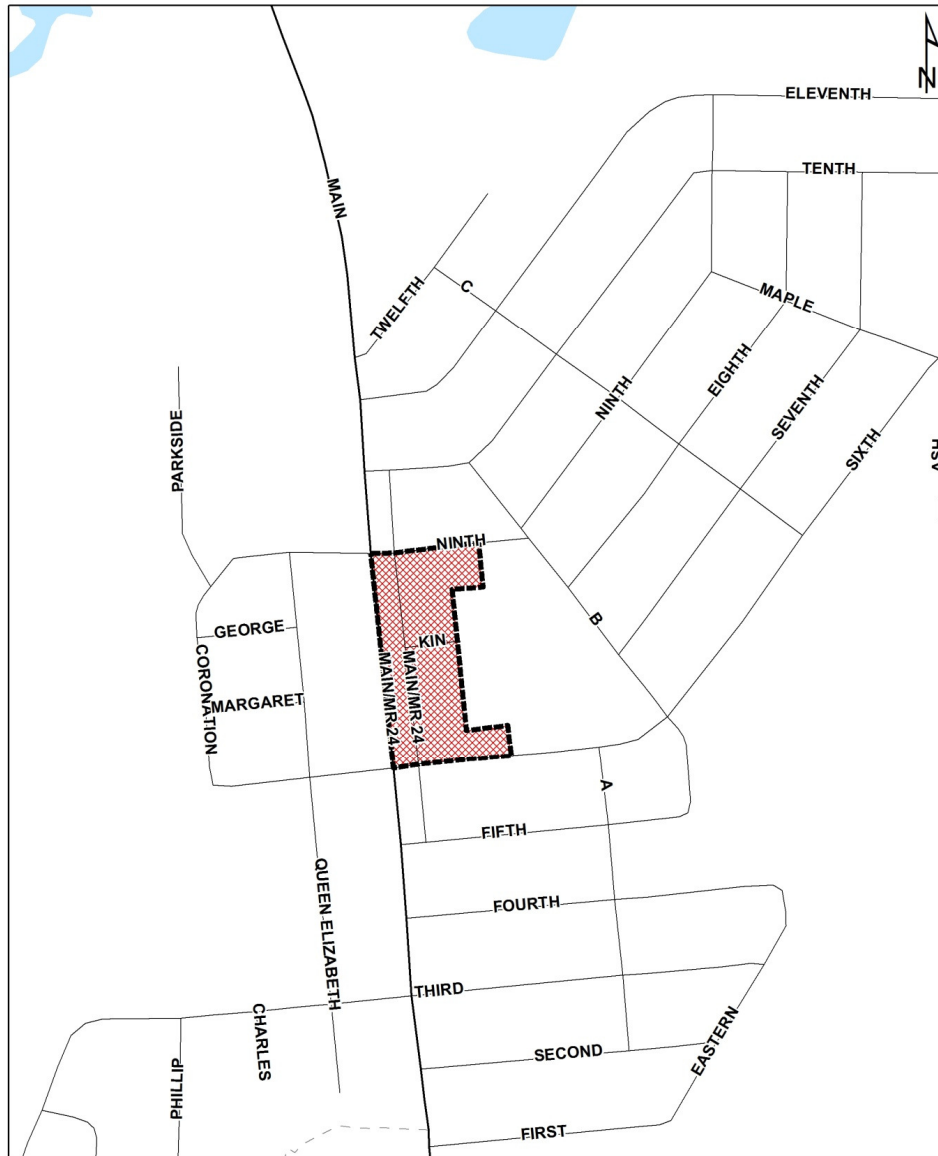 N
ELEVENTH
TENTH
MAIN
C
MAPLE
TWELFTH
NINTH
EIGHTH
SEVENTH
SIXTH
PARKSIDE
ASH
NINTH
B
GEORGE
KIN
CORONATION
MARGARET
MAIN/MR 24
MAIN/MR 24
A
FIFTH
QUEEN ELIZABETH
FOURTH
THIRD
CHARLES
EASTERN
SECOND
PHILLIP
FIRST